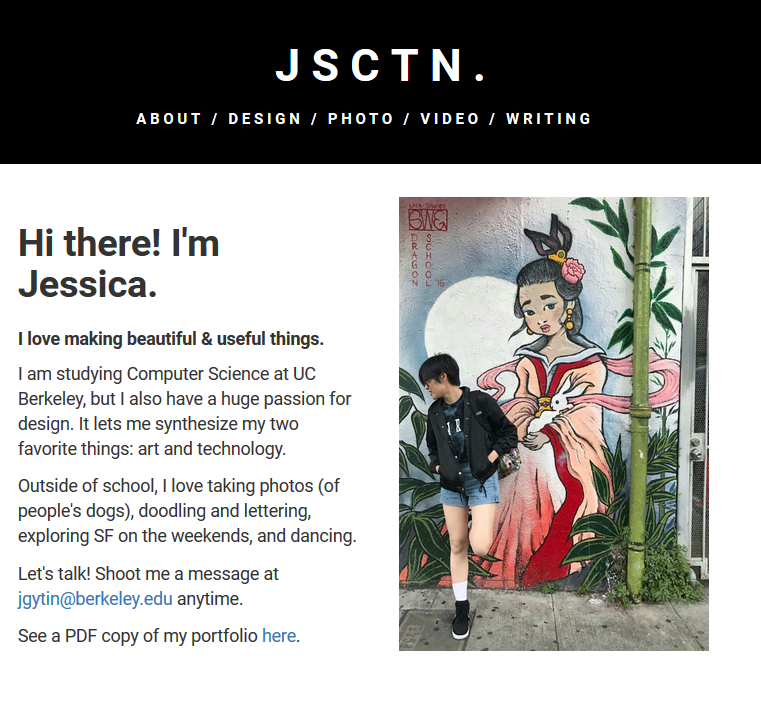 JSCTN.
ABOUT / DESIGN / PHOTO / VIDEO / WRITING
Hi there! I'm
Jessica.
I love making beautiful & useful things.
I am studying Computer Science at UC
Berkeley, but I also have a huge passion for
design. It lets me synthesize my two
favorite things: art and technology.
Outside of school, I love taking photos (of
people's dogs), doodling and lettering,
exploring SF on the weekends, and dancing.
Let's talk! Shoot me a message at
jgytin@berkeley.edu anytime.
See a PDF copy of my portfolio here.
DRAGON
SCHOOL
'16